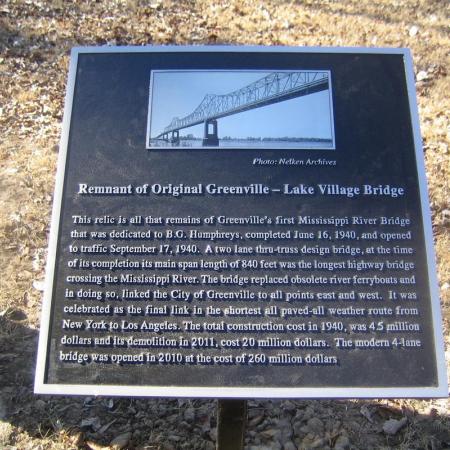 Photo: Nelken Archives
Remnant of Original Greenville – Lake Village Bridge
This relic is all that remains of Greenville's first Mississippi River Bridge
that was dedicated to B.G. Humphreys, completed June 16, 1940, and opened
to traffic September 17, 1940. A two lane thru-truss design bridge, at the time
of its completion its main span length of 840 feet was the longest highway bridge
crossing the Mississippi River. The bridge replaced obsolete river ferryboats and
in doing so, linked the City of Greenville to all points east and west. It was
celebrated as the final link in the shortest all paved-all weather route from
New York to Los Angeles. The total construction cost in 1940, was 4.5 million
dollars and its demolition in 2011, cost 20 million dollars. The modern 4-lane
bridge was opened in 2010 at the cost of 260 million dollars